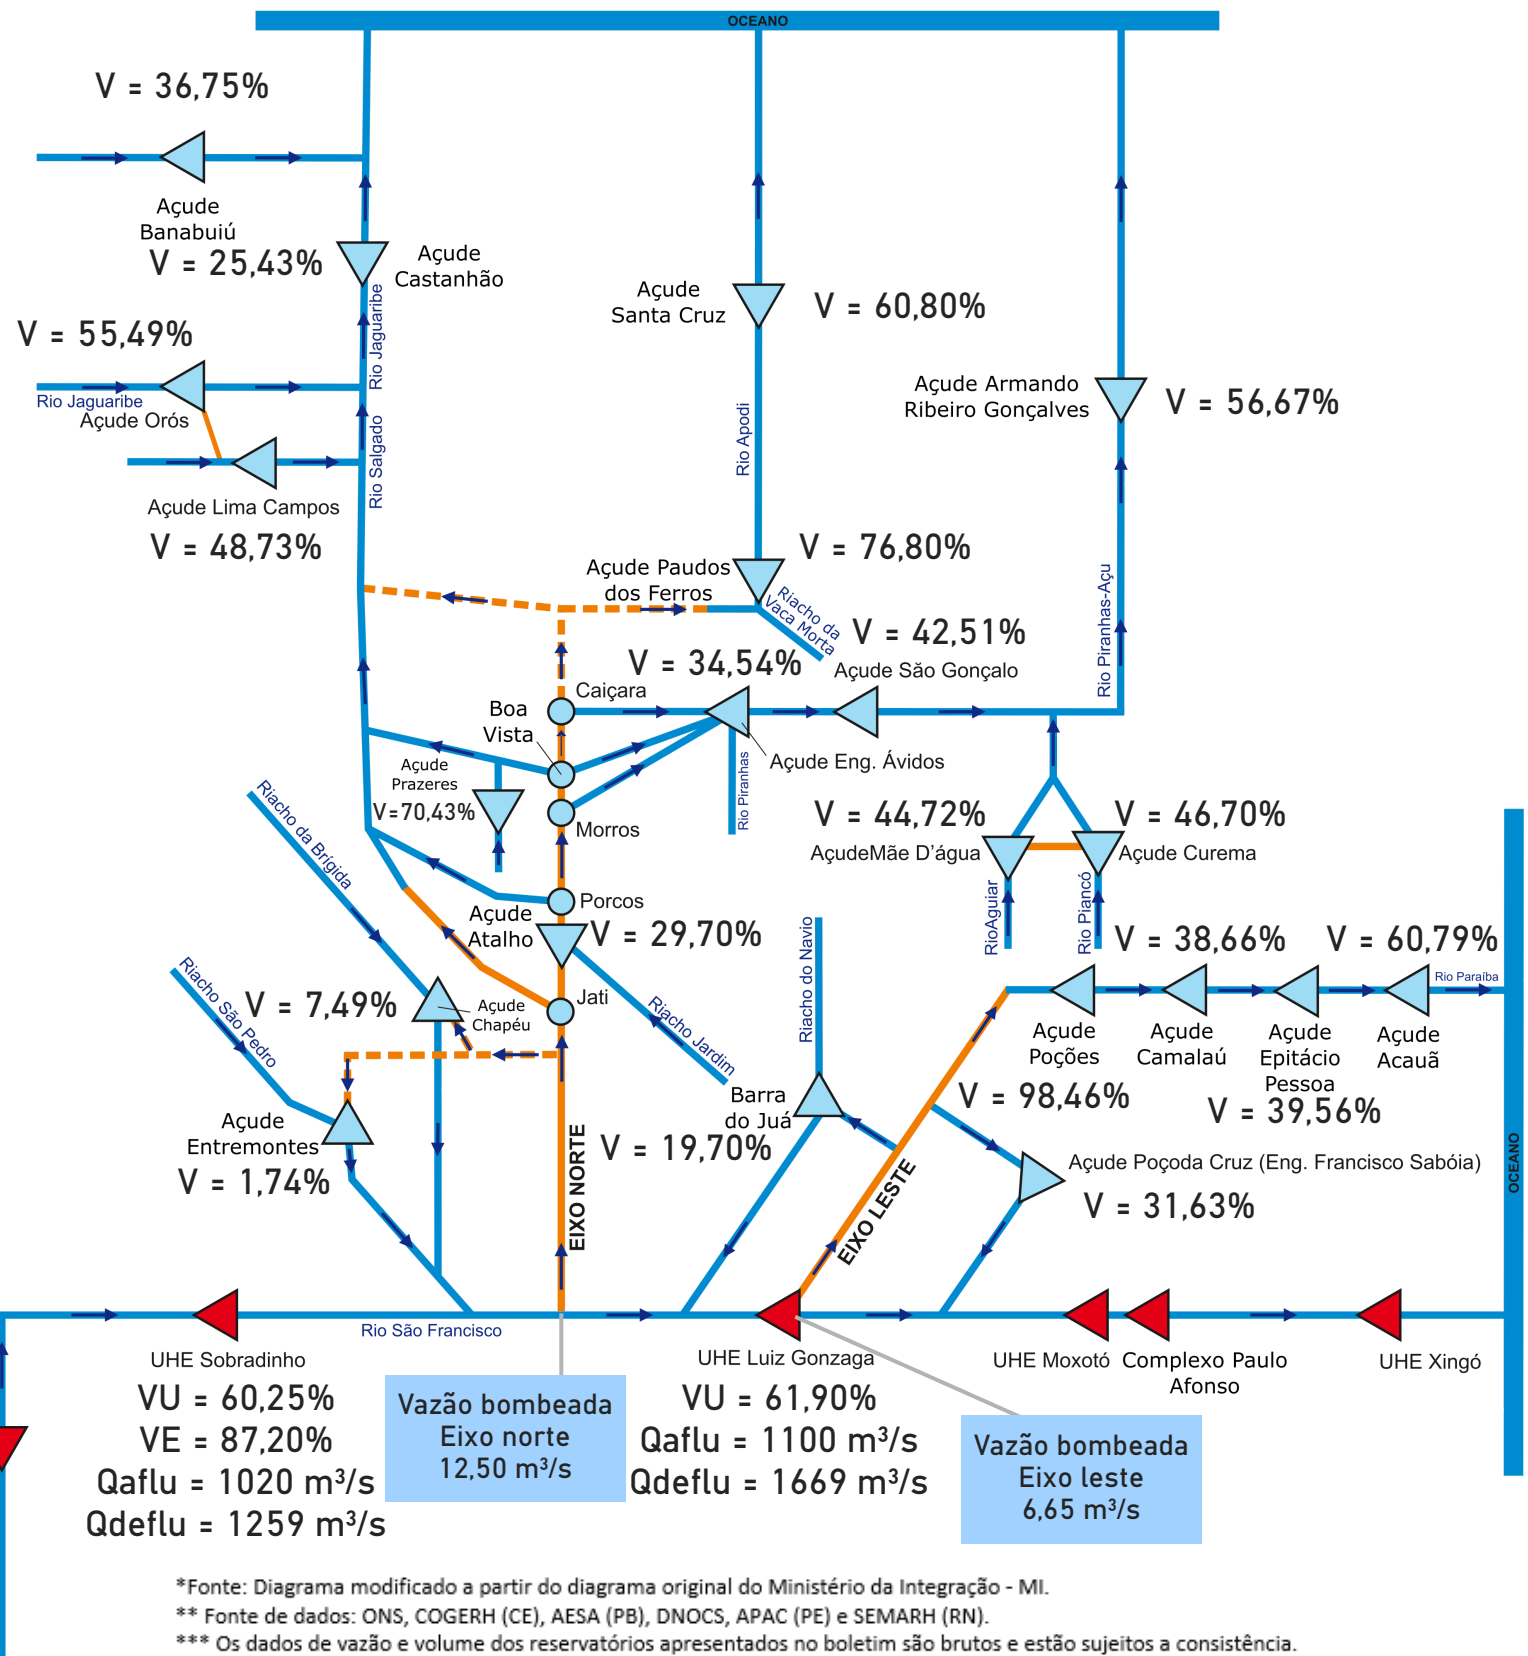 OCEANO
V = 36,75%
Açude
Banabuiú
V = 25,43%
Açude
Castanhão
Rio Jaguaribe
V = 55,49%
Rio Jaguaribe
Açude Orós
Rio Salgado
Açude Lima Campos
V = 48,73%
Açude
Santa Cruz
V = 60,80%
Rio Apodi
Açude Armando
Ribeiro Gonçalves
V = 56,67%
Rio Piranhas-Açu
V = 76,80%
Açude Paudos
dos Ferros
Riacho da
Vaca Morta
V = 42,51%
Açude São Gonçalo
V = 34,54%
Caiçara
Boa
Vista
Açude Eng. Ávidos
Rio Piranhas
Açude
Prazeres
V=70,43%
Morros
Riacho da Brígida
V = 44,72%
AçudeMãe D'água
V = 46,70%
Açude Curema
RioAguiar
Rio Piancó
Porcos
Açude
Atalho
V = 29,70%
Riacho São Pedro
V = 7,49%
Açude
Chapéu
Jati
Riacho Jardim
Riacho do Navio
V = 38,66%
V = 60,79%
Rio Paraíba
Açude
Poções
Açude
Camalaú
Açude
Epitácio
Pessoa
Açude
Acauã
V = 98,46%
V = 39,56%
Barra
do Juá
V = 19,70%
Açude
Entremontes
V = 1,74%
EIXO NORTE
EIXO LESTE
Açude Poçoda Cruz (Eng. Francisco Sabóia)
V = 31,63%
OCEANO
Rio São Francisco
UHE Sobradinho
VU = 60,25%
VE = 87,20%
Qaflu = 1020 m³/s
Qdeflu = 1259 m³/s
Vazão bombeada
Eixo norte
12,50 m³/s
UHE Luiz Gonzaga
VU = 61,90%
Qaflu = 1100 m³/s
Qdeflu = 1669 m³/s
Vazão bombeada
Eixo leste
6,65 m³/s
UHE Moxotó
Complexo Paulo
Afonso
UHE Xingó
*Fonte: Diagrama modificado a partir do diagrama original do Ministério da Integração - MI.
** Fonte de dados: ONS, COGERH (CE), AESA (PB), DNOCS, APAC (PE) e SEMARH (RN).
*** Os dados de vazão e volume dos reservatórios apresentados no boletim são brutos e estão sujeitos a consistência.